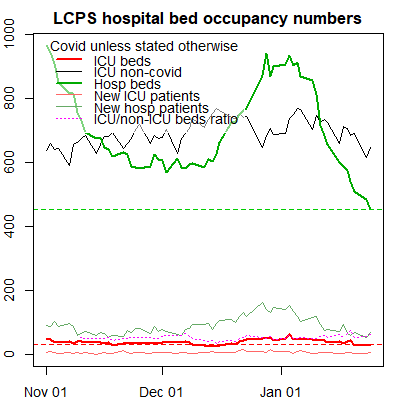 LCPS hospital bed occupancy numbers
1000
Covid unless stated otherwise
ICU beds
ICU non-covid
Hosp beds
New ICU patients
New hosp patients
ICU/non-ICU beds ratio
800
600
400
200
0
Nov 01 Dec 01 Jan 01